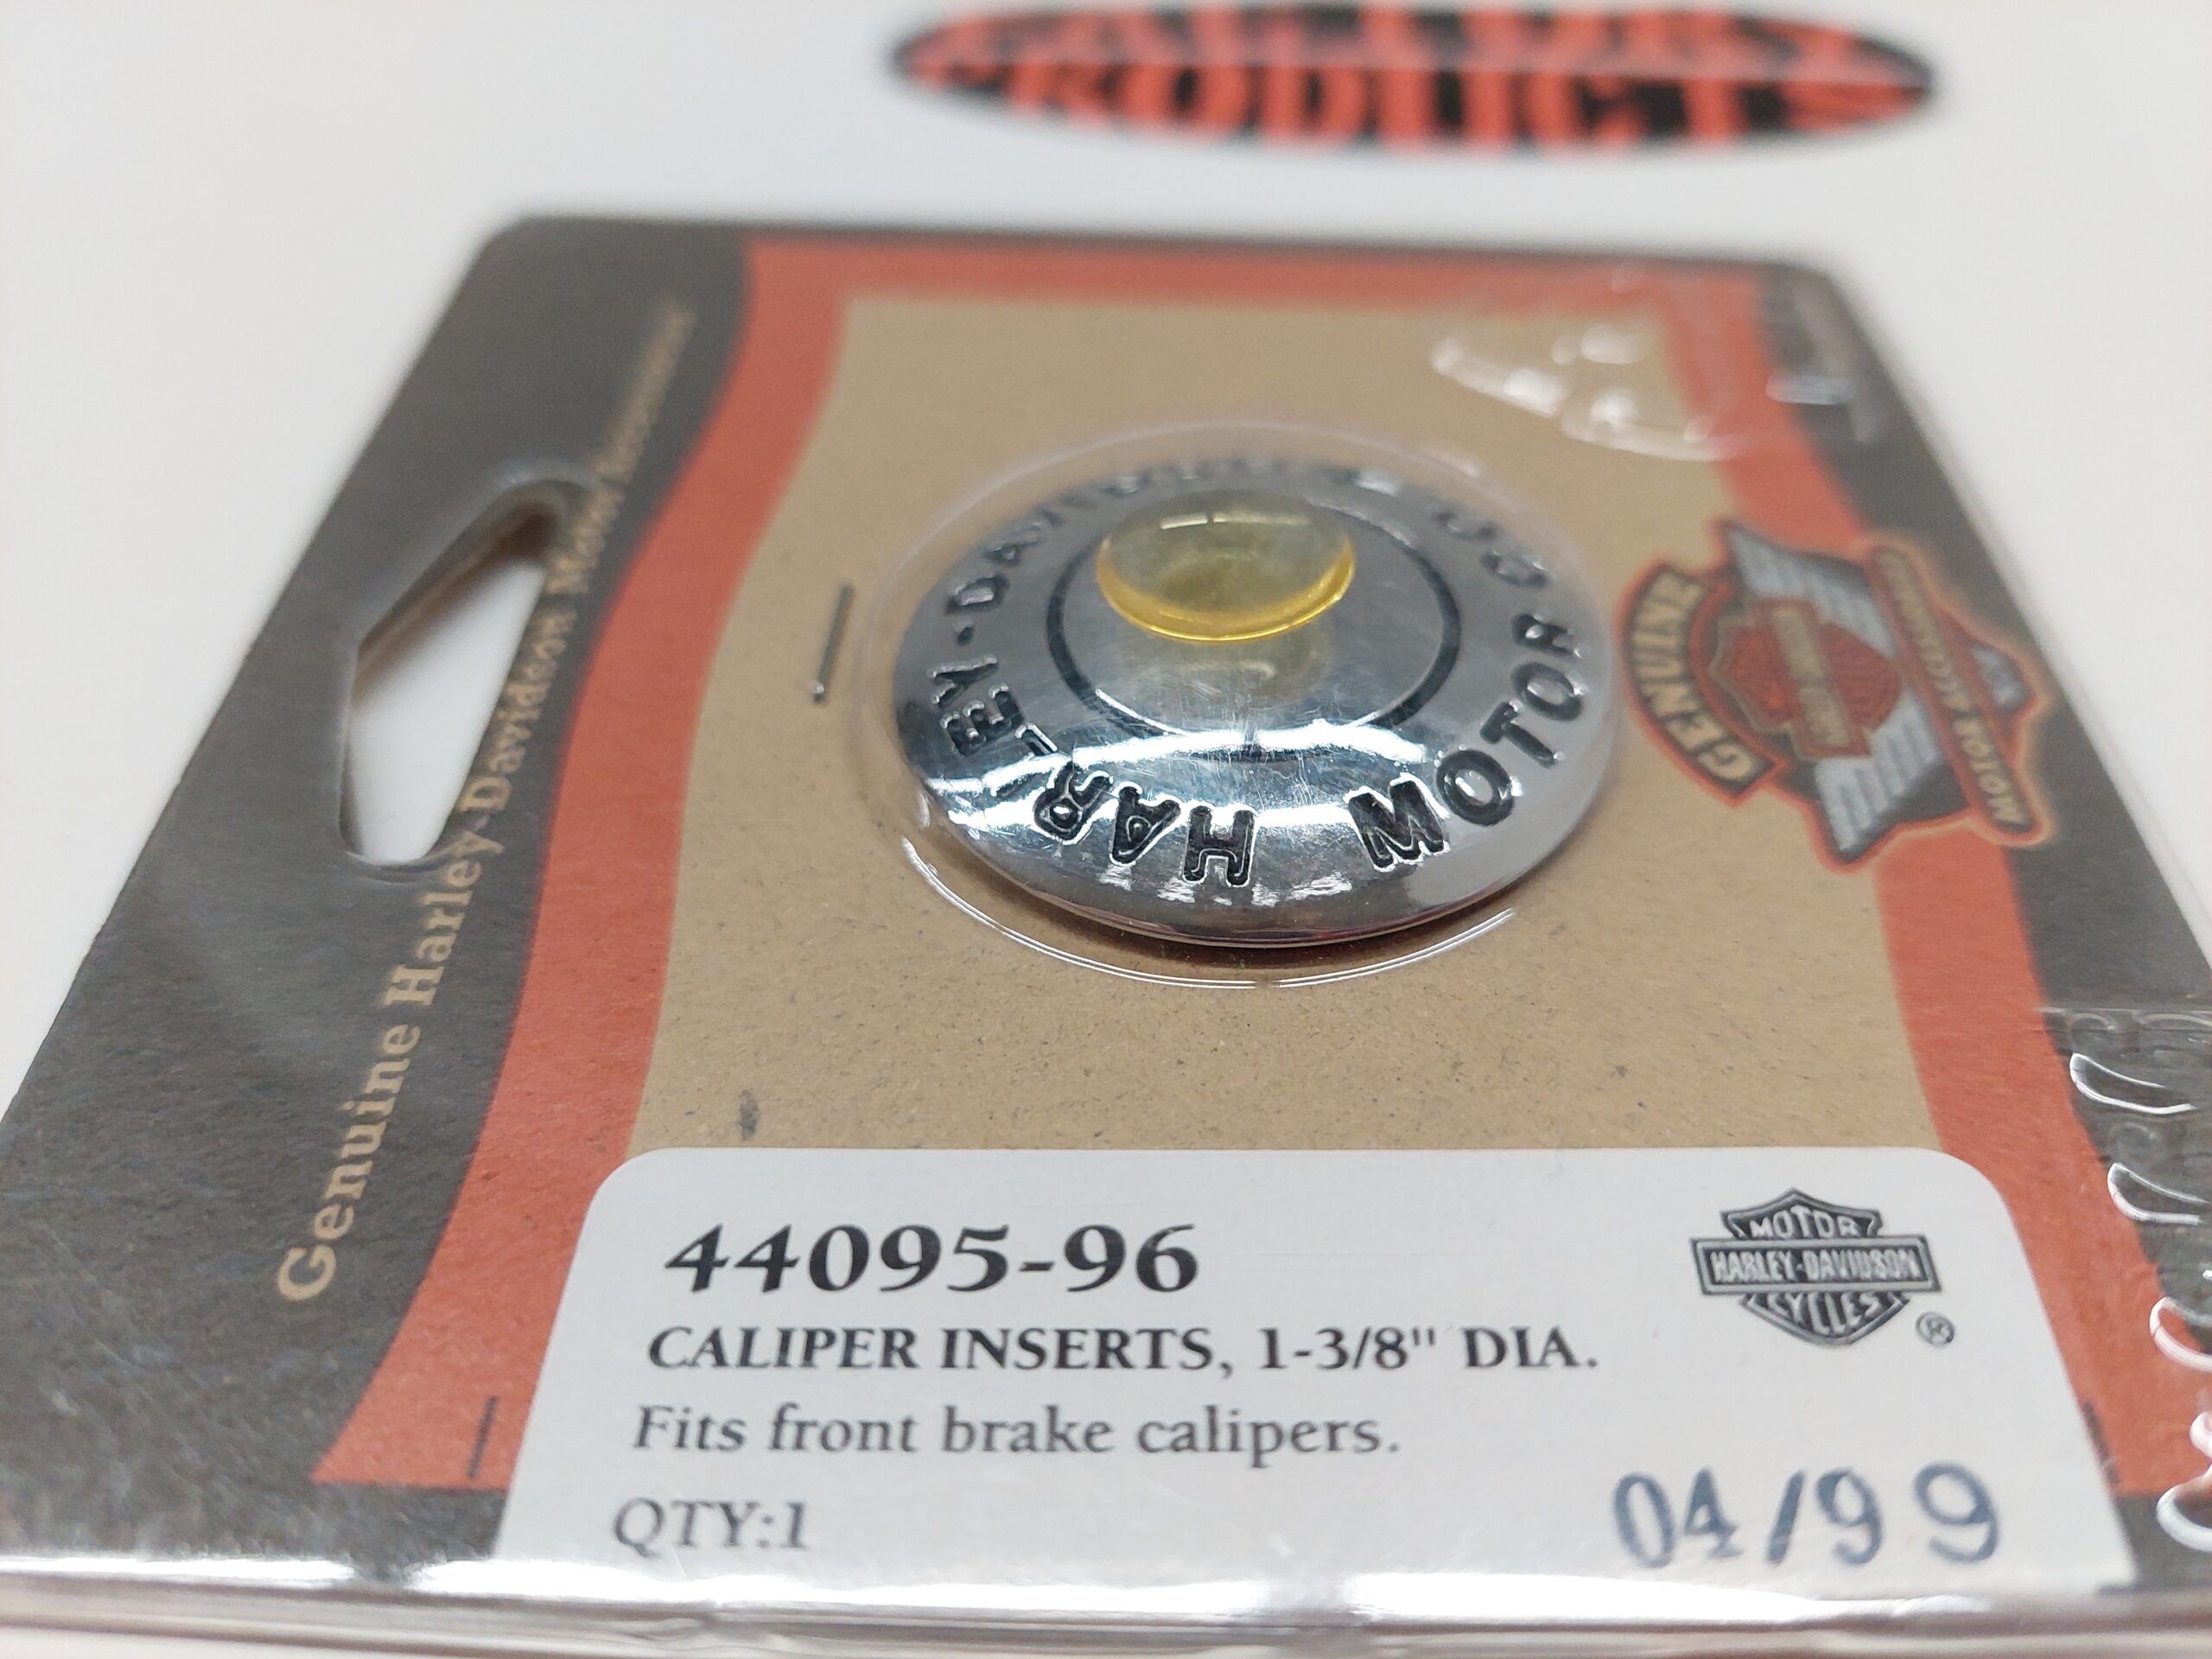 PRODUCTS
Genuine Harley-Davidson Motor Accessories
HARLEY-DAVIDSON MOTOR CO.
GENUINE
MOTOR ACCESSORIES
44095-96
CALIPER INSERTS, 1-3/8" DIA.
Fits front brake calipers.
QTY:1
MOTOR
HARLEY-DAVIDSON
CYCLES
®
04/99